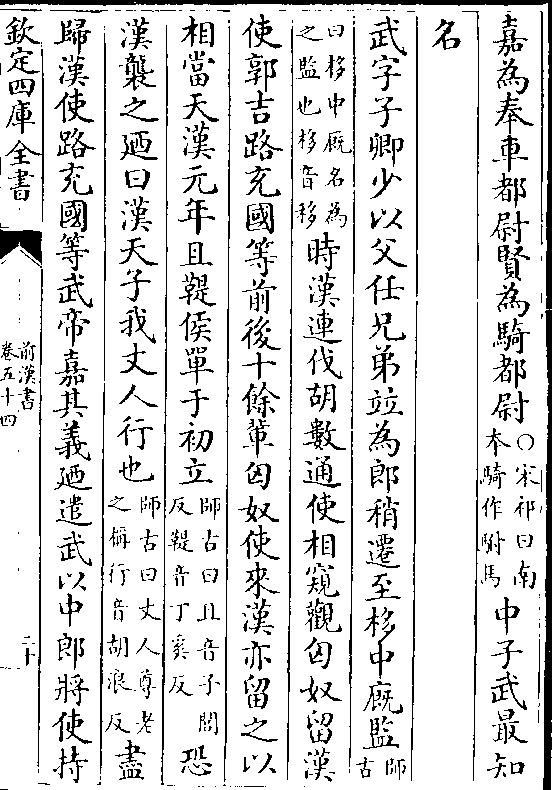 嘉為奉車都尉賢為騎都尉○宋祁曰南本騎作駙馬中子武最知
名
武字子卿少以父任兄弟竝為郎稍遷至栘中廐監師古
曰栘中廐名為之監也栘音移時漢連伐胡數通使相窺觀匈奴留漢
使郭吉路充國等前後十餘輩匈奴使來漢亦留之以
相當天漢元年且鞮侯單于初立師古曰且音子閭反鞮音丁奚反恐
漢襲之廼曰漢天子我丈人行也師古曰丈人尊老之稱行音胡浪反盡
歸漢使路充國等武帝嘉其義廼遣武以中郎將使持
欽定四庫全書
前漢書
卷五十四
二十